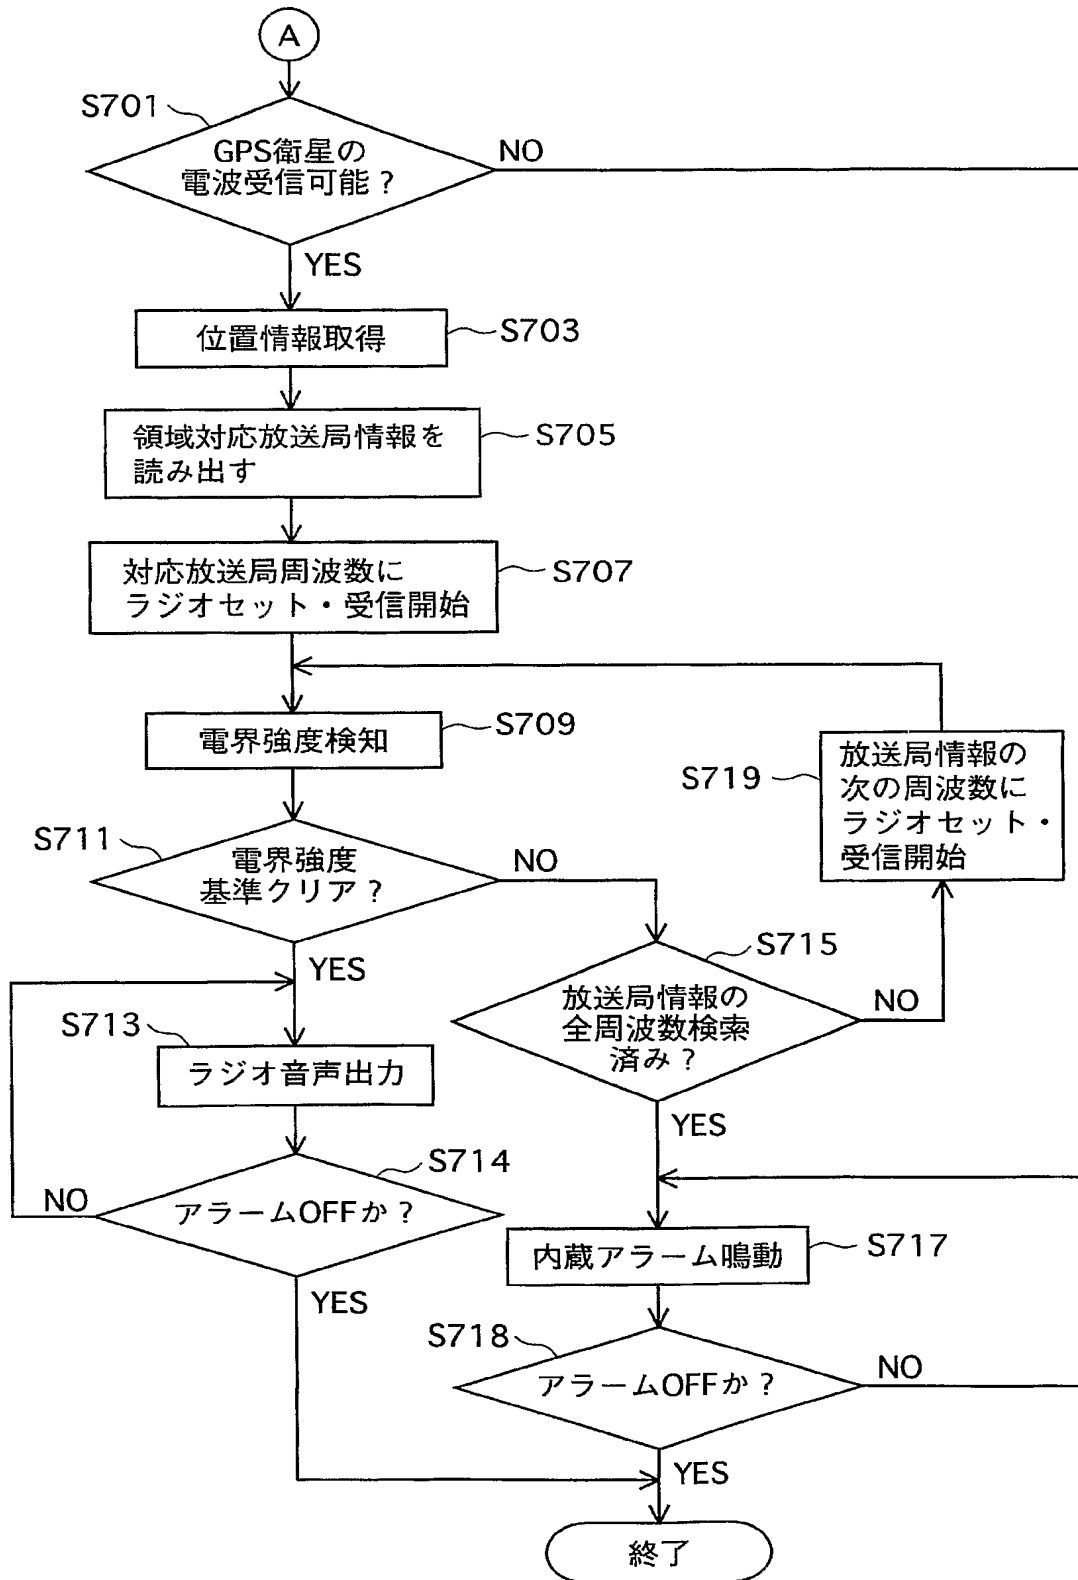 A
S701
GPS衛星の
電波受信可能?
NO
YES
位置情報取得
S703
領域対応放送局情報を
読み出す
S705
対応放送局周波数に
ラジオセット・受信開始
S707
電界強度検知
S709
放送局情報の
次の周波数に
ラジオセット・
受信開始
S719
S711
電界強度
基準クリア?
NO
YES
S715
放送局情報の
全周波数検索
済み?
NO
YES
S713
ラジオ音声出力
S714
アラームOFFか?
NO
YES
内蔵アラーム鳴動
S717
S718
アラームOFFか?
NO
YES
終了